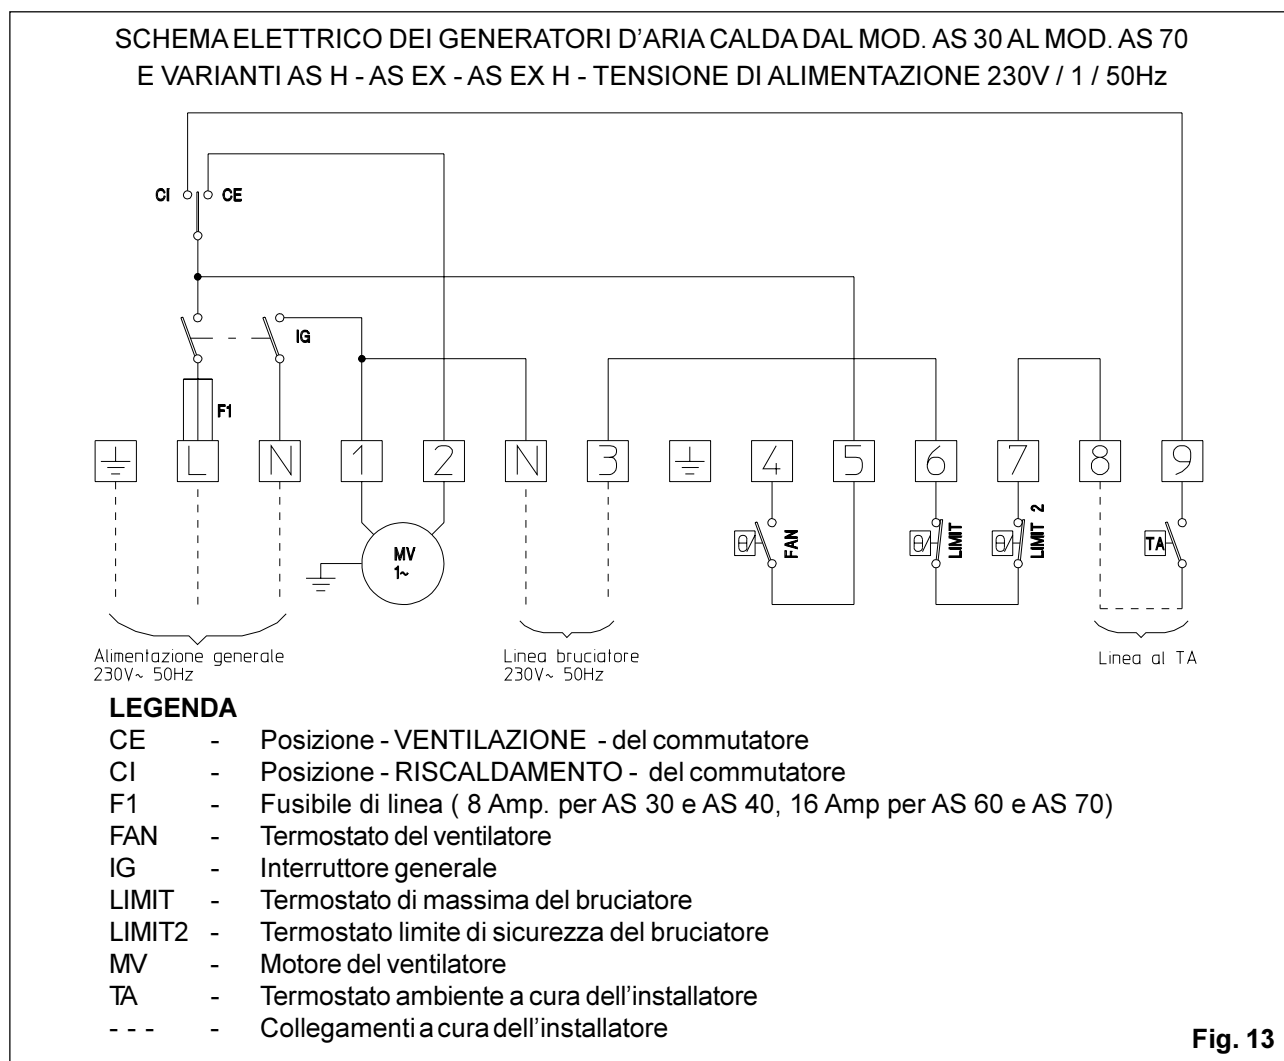 SCHEMA ELETTRICO DEI GENERATORI D'ARIA CALDA DAL MOD. AS 30 AL MOD. AS 70
E VARIANTI AS H - AS EX - AS EX H - TENSIONE DI ALIMENTAZIONE 230V / 1 / 50Hz
CI CE
IG
F1
L N 1 2 N 3 4 5 6 7 8 9
MV
1~
FAN
LIMIT
LIMIT 2
TA
Alimentazione generale
230V~ 50Hz
Linea bruciatore
230V~ 50Hz
Linea al TA
LEGENDA
CE - Posizione - VENTILAZIONE - del commutatore
CI - Posizione - RISCALDAMENTO - del commutatore
F1 - Fusibile di linea ( 8 Amp. per AS 30 e AS 40, 16 Amp per AS 60 e AS 70)
FAN - Termostato del ventilatore
IG - Interruttore generale
LIMIT - Termostato di massima del bruciatore
LIMIT2 - Termostato limite di sicurezza del bruciatore
MV - Motore del ventilatore
TA - Termostato ambiente a cura dell'installatore
- - - - Collegamenti a cura dell'installatore
Fig. 13